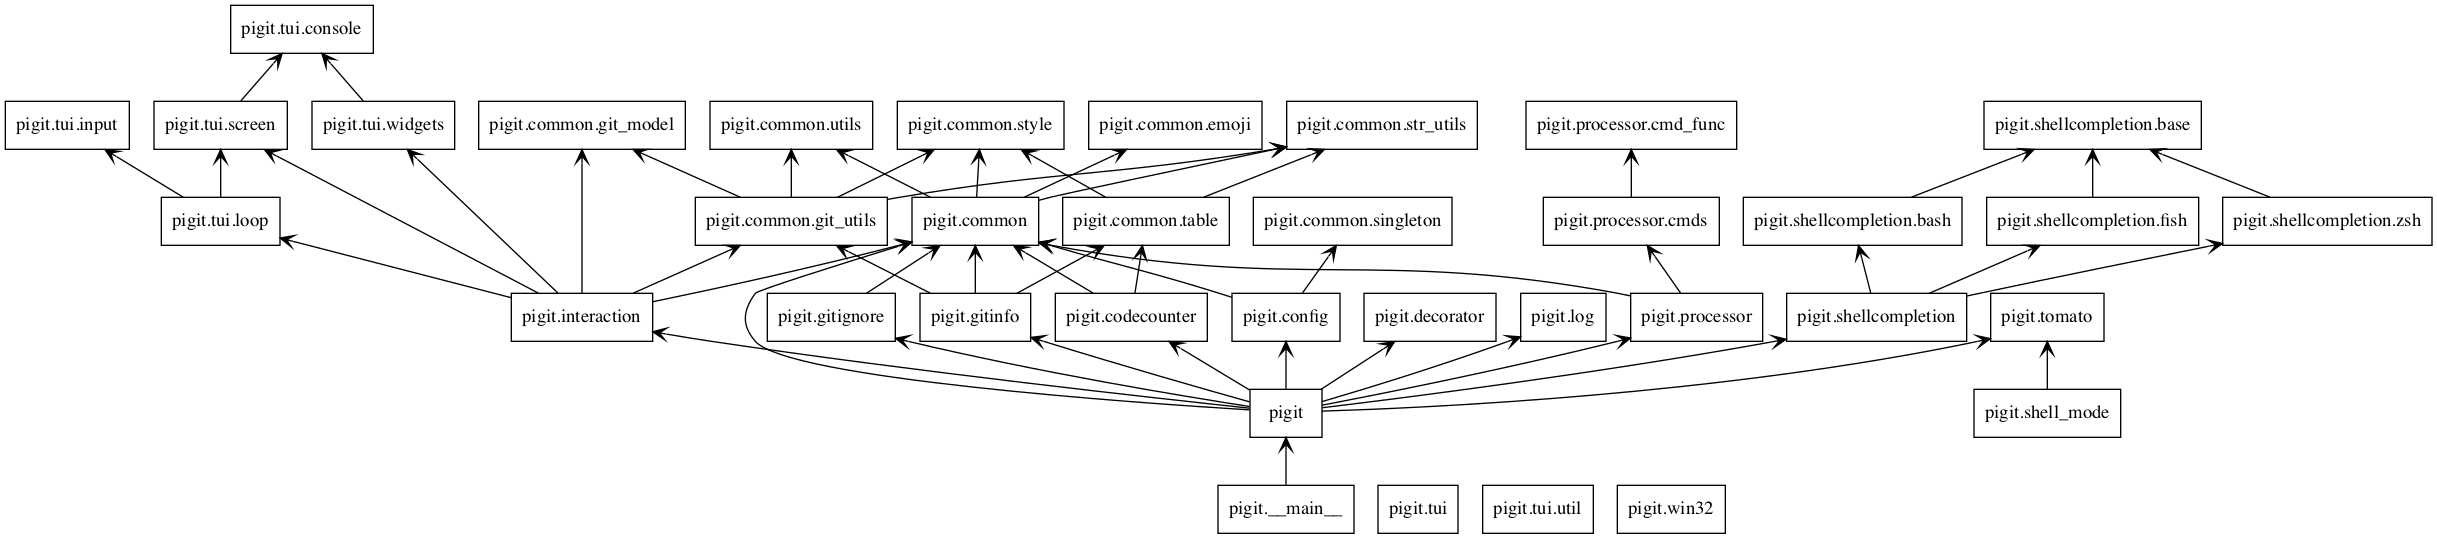 pigit.tui.console
pigit.tui.input
pigit.tui.screen
pigit.tui.widgets
pigit.common.git_model
pigit.common.utils
pigit.common.style
pigit.common.emoji
pigit.common.str_utils
pigit.processor.cmd_func
pigit.shellcompletion.base
pigit.tui.loop
pigit.common.git_utils
pigit.common
pigit.common.table
pigit.common.singleton
pigit.processor.cmds
pigit.shellcompletion.bash
pigit.shellcompletion.fish
pigit.shellcompletion.zsh
pigit.interaction
pigit.gitignore
pigit.gitinfo
pigit.codecounter
pigit.config
pigit.decorator
pigit.log
pigit.processor
pigit.shellcompletion
pigit.tomato
pigit
pigit.shell_mode
pigit.__main__
pigit.tui
pigit.tui.util
pigit.win32